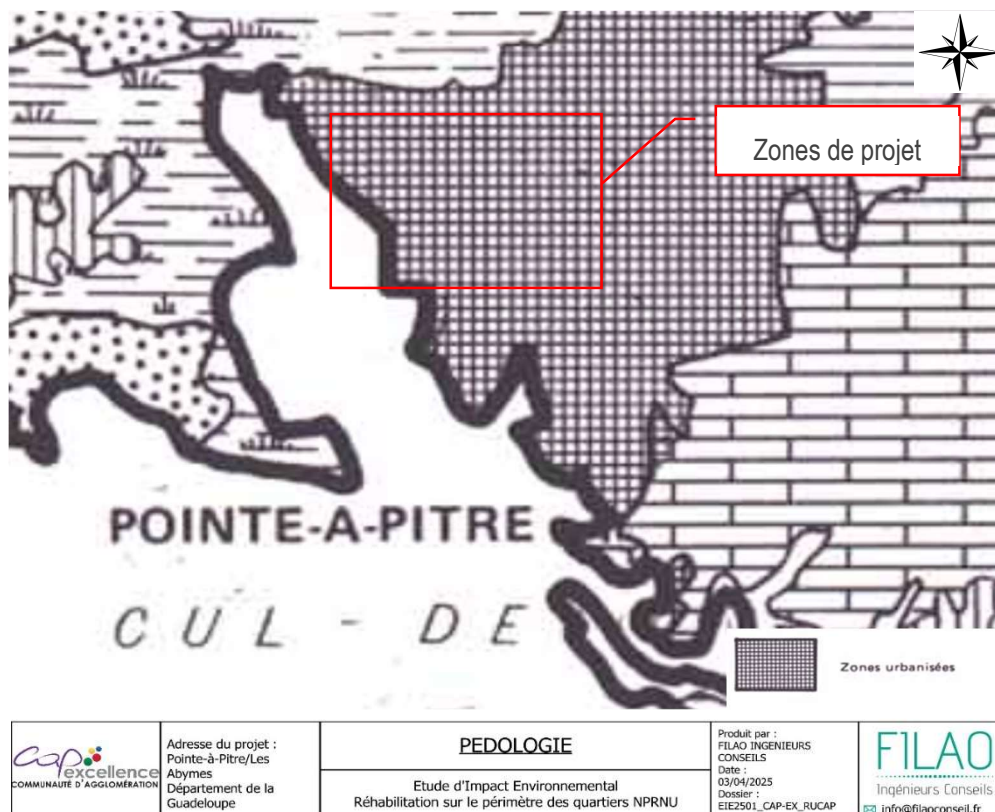 Zones de projet
POINTE-A-PITRE
CUL - DE
Zones urbanisées
Cap
excellence
COMMUNAUTÉ D'AGGLOMÉRATION
Adresse du projet :
Pointe-à-Pitre/Les
Abymes
Département de la
Guadeloupe
PEDOLOGIE
Etude d'Impact Environnemental
Réhabilitation sur le périmètre des quartiers NPRNU
Produit par :
FILAO INGENIEURS
CONSEILS
Date :
03/04/2025
Dossier :
EIE2501_CAP-EX_RUCAP
FILAO
Ingénieurs Conseils
info@filaoconseil.fr